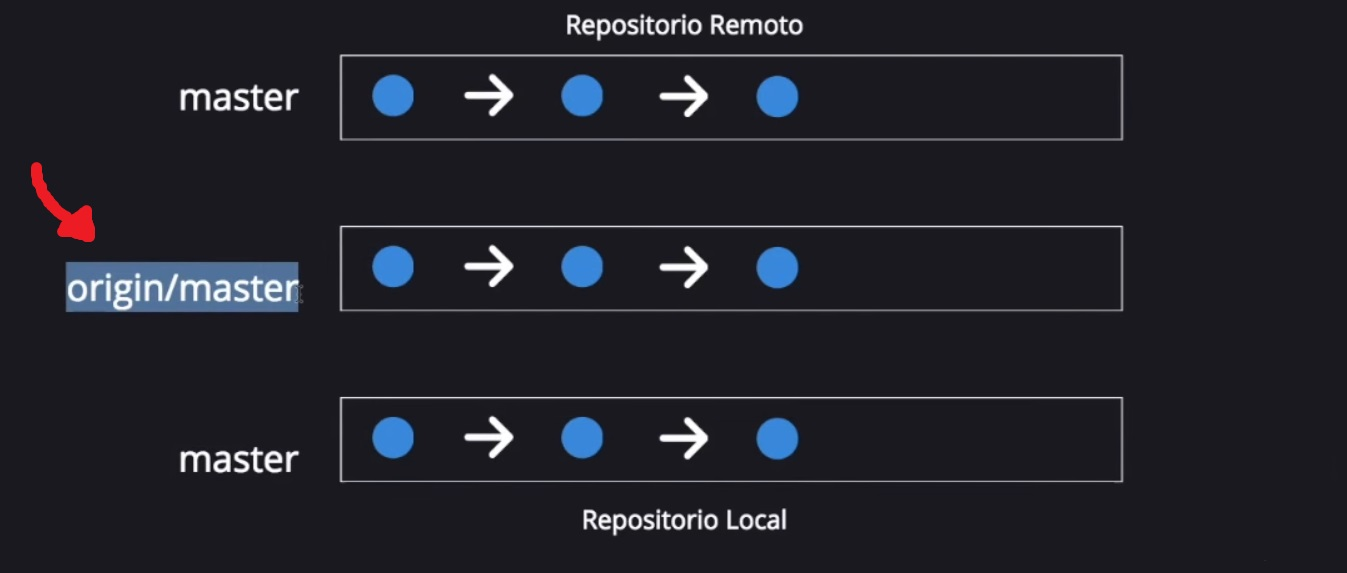 Repositorio Remoto
master
origin/master
master
Repositorio Local